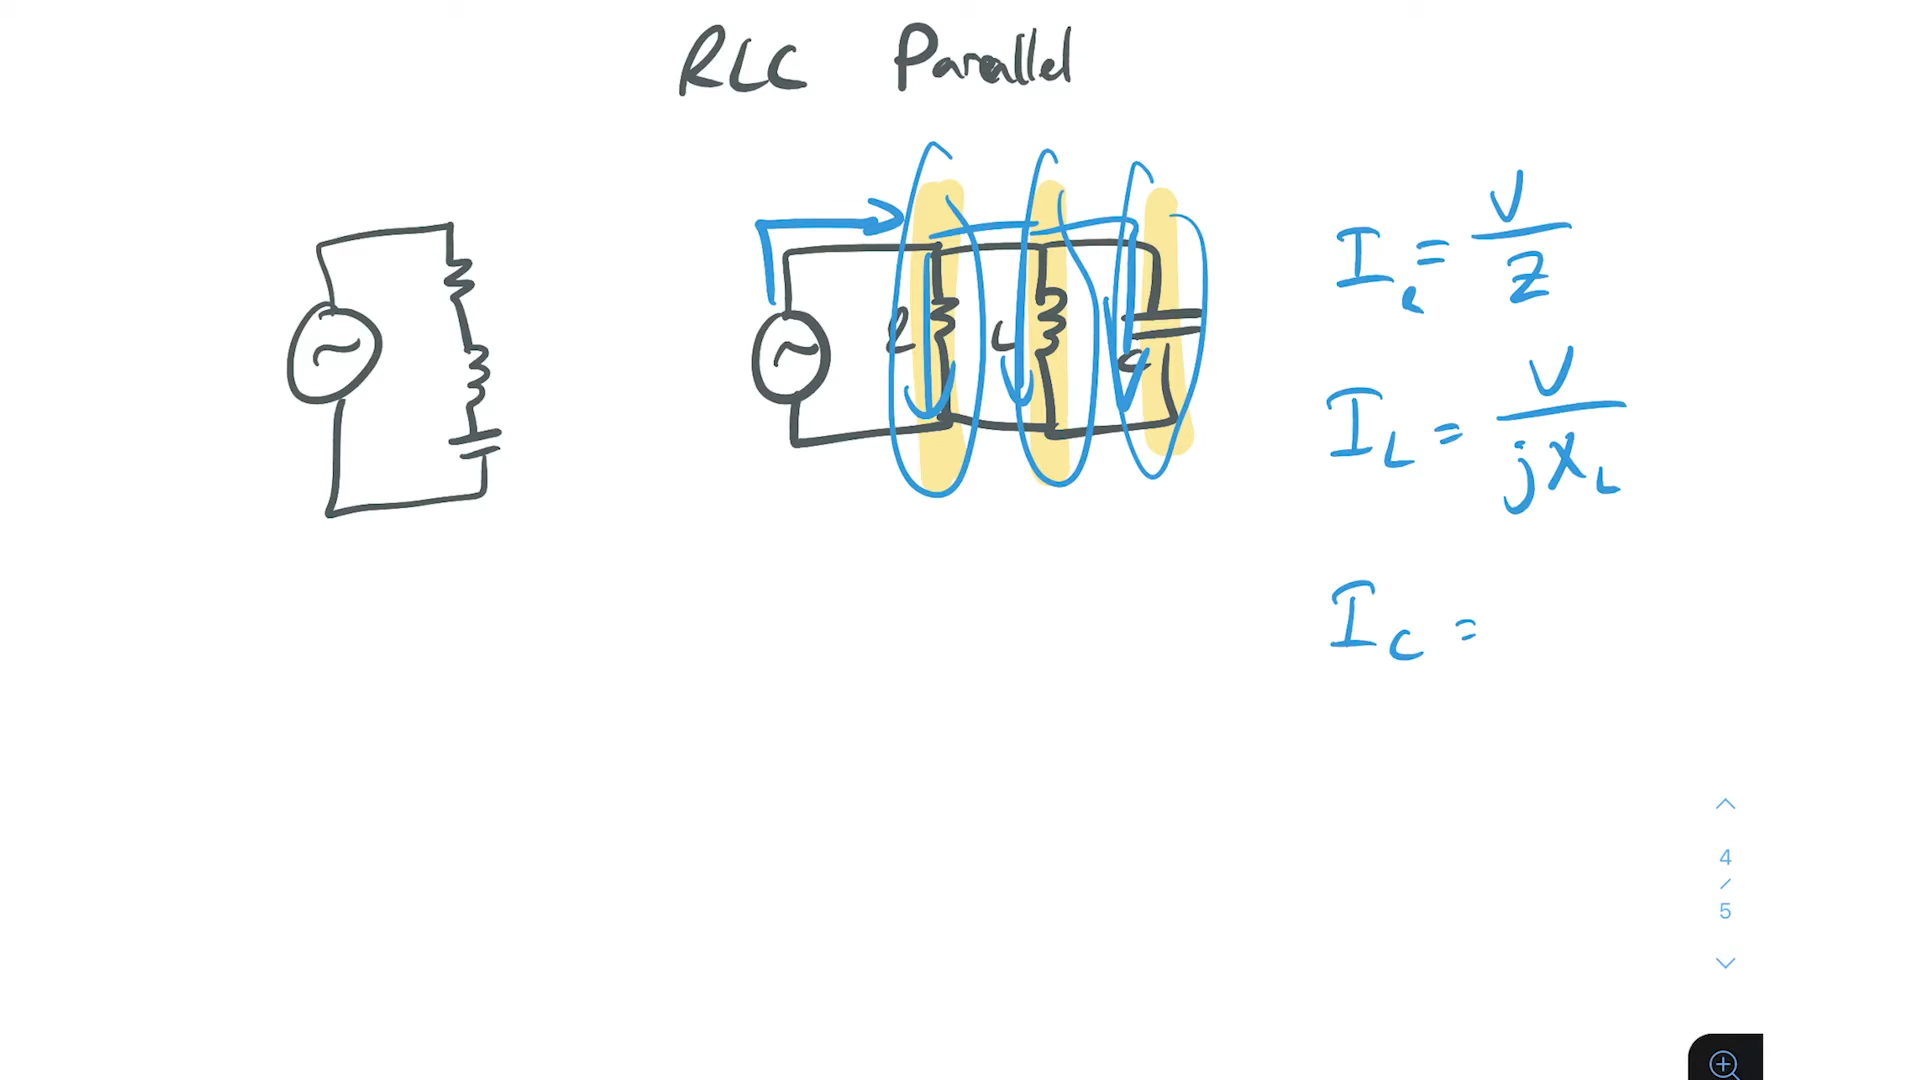 RLC Parallel
R L C
I_R = V/Z
I_L = V/jX_L
I_C =
4
/
5